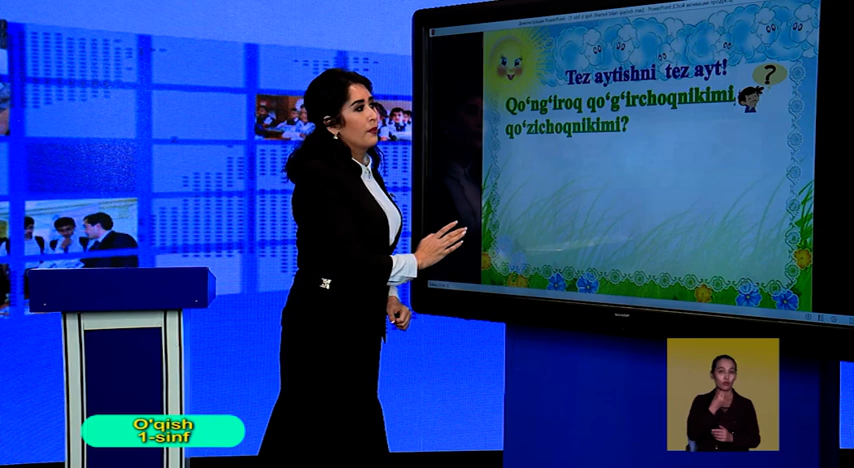 Tez aytishni tez ayt!
Qo‘ng‘iroq qo‘g‘irchoqnikimi
qo‘zichoqnikimi?
?
O'qish
1-sinf